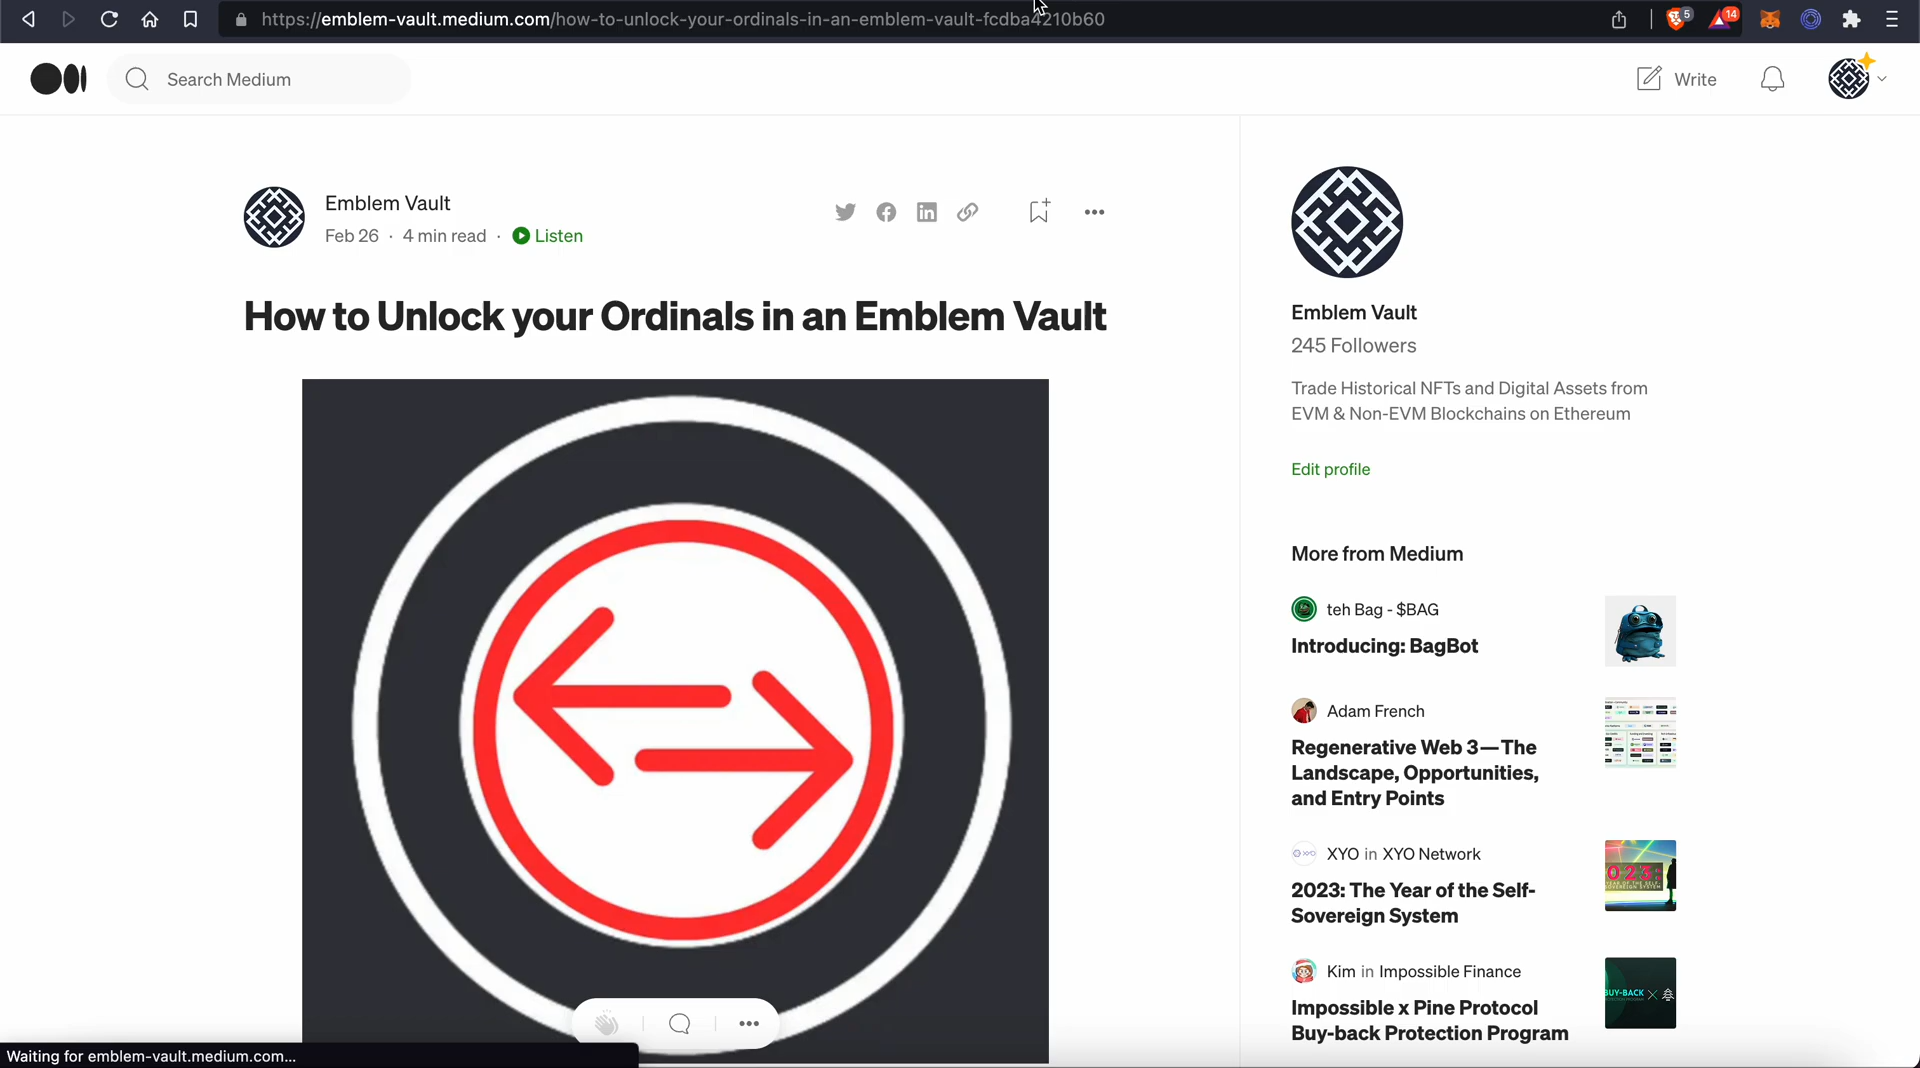 https://emblem-vault.medium.com/how-to-unlock-your-ordinals-in-an-emblem-vault-fcdba4210b60
5
14
Search Medium
Write
Emblem Vault
Feb 26 · 4 min read · Listen
How to Unlock your Ordinals in an Emblem Vault
Emblem Vault
245 Followers
Trade Historical NFTs and Digital Assets from
EVM & Non-EVM Blockchains on Ethereum
Edit profile
More from Medium
teh Bag - $BAG
Introducing: BagBot
Adam French
Regenerative Web 3—The
Landscape, Opportunities,
and Entry Points
XYO in XYO Network
2023: The Year of the Self-
Sovereign System
Kim in Impossible Finance
Impossible x Pine Protocol
Buy-back Protection Program
BUY-BACK
Waiting for emblem-vault.medium.com...